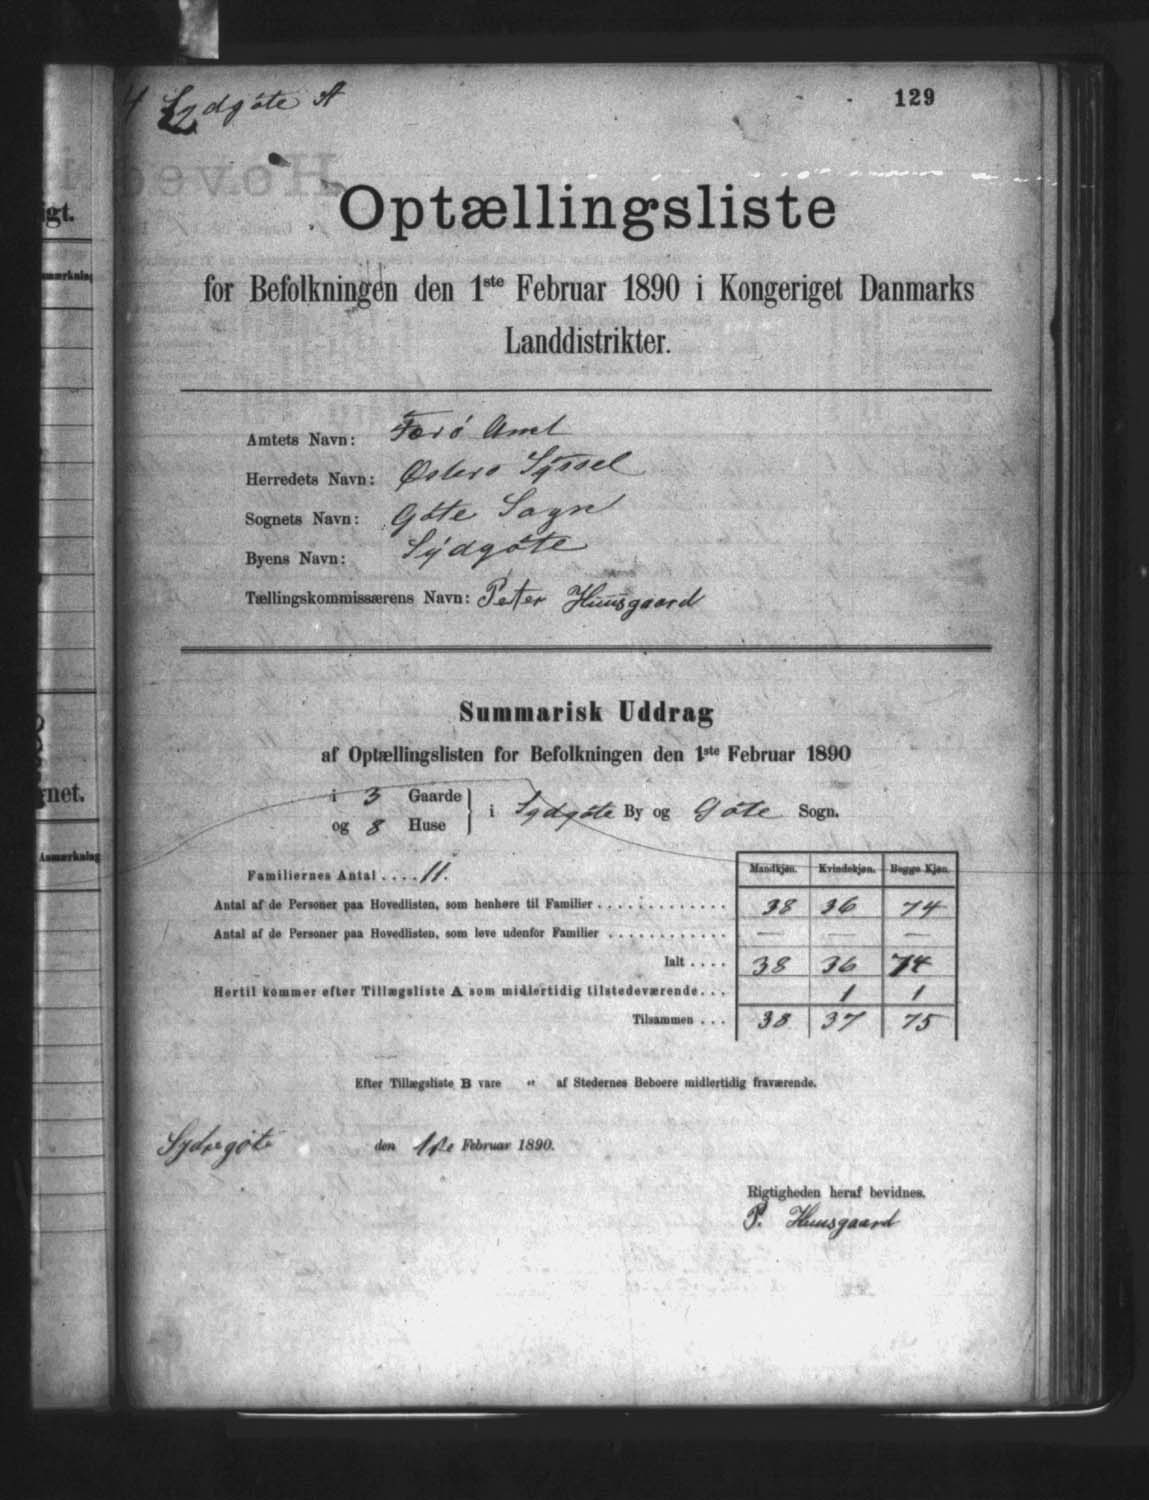 4 Sydgøte A
129
Optællingsliste
for Befolkningen den 1ste Februar 1890 i Kongeriget Danmarks
Landdistrikter.
Amtets Navn: Færø Amt
Herredets Navn: Østerø Syssel
Sognets Navn: Gøte Sogn
Byens Navn: Sydgøte
Tællingskommissærens Navn: Peter Huusgaard
Summarisk Uddrag
af Optællingslisten for Befolkningen den 1ste Februar 1890
i 3 Gaarde
og 8 Huse
i Sydgøte By og Gøte Sogn.
Familiernes Antal .... 11.
Mandkjøn. Kvindekjøn. Begge Kjøn.
Antal af de Personer paa Hovedlisten, som henhøre til Familier ............. 38 36 74
Antal af de Personer paa Hovedlisten, som leve udenfor Familier ............ — — —
Ialt .... 38 36 74
Hertil kommer efter Tillægsliste A som midlertidig tilstedeværende... 1 1
Tilsammen ... 38 37 75
Efter Tillægsliste B vare " af Stedernes Beboere midlertidig fraværende.
den 1ste Februar 1890.
Rigtigheden heraf bevidnes.
P. Huusgaard
igt.
gnet.
Anmærkning